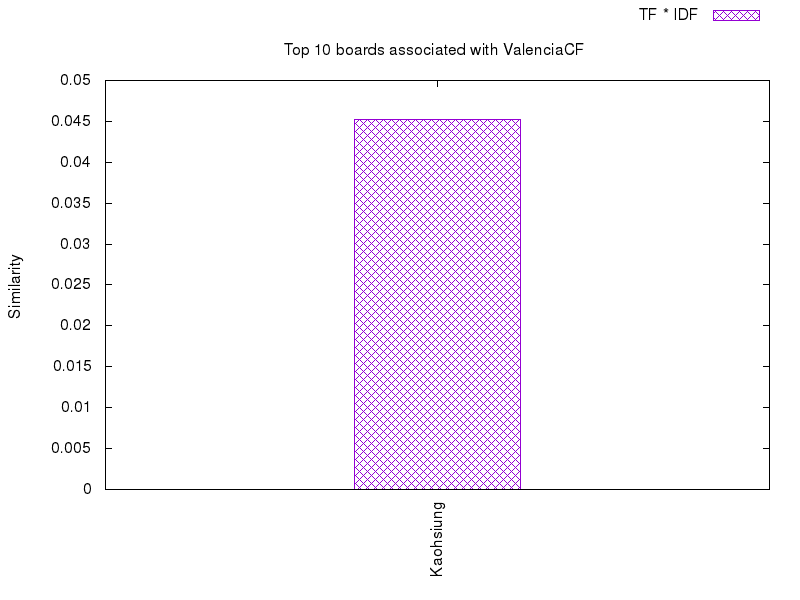 TF * IDF
Top 10 boards associated with ValenciaCF
0.05
0.045
0.04
0.035
0.03
0.025
0.02
0.015
0.01
0.005
0
Similarity
Kaohsiung